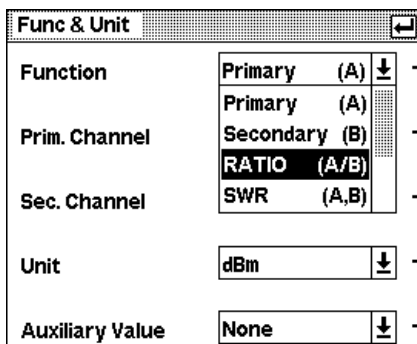 Func & Unit
Function
Primary (A)
Primary (A)
Prim. Channel
Secondary (B)
RATIO (A/B)
Sec. Channel
SWR (A,B)
Unit
dBm
Auxiliary Value
None